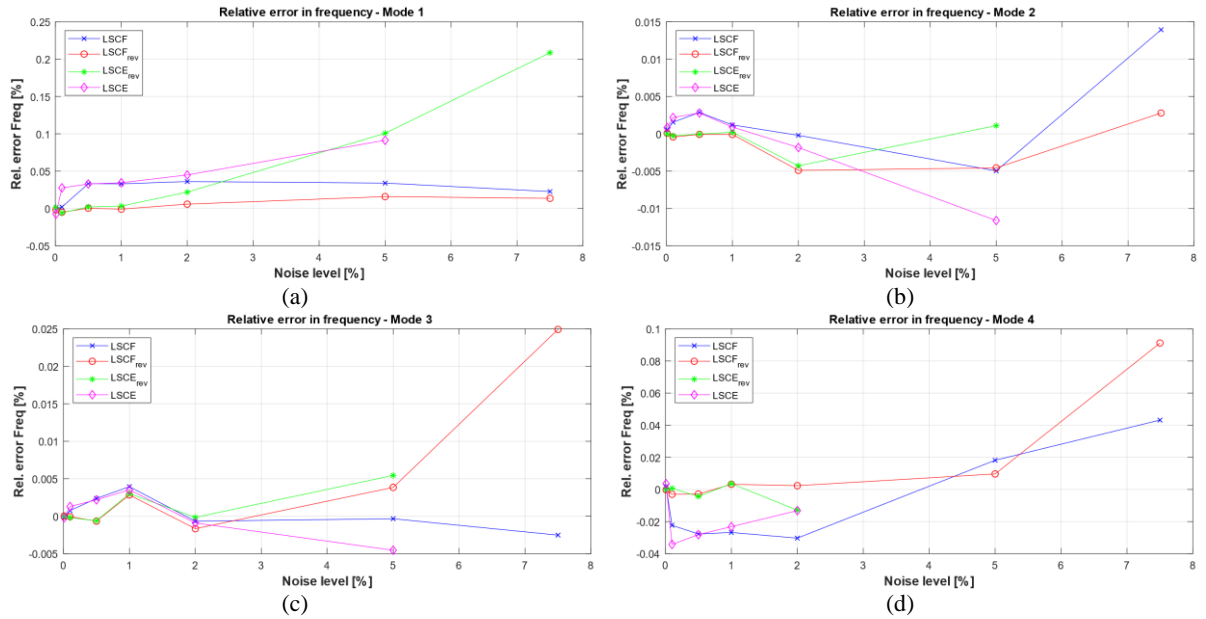 Relative error in frequency - Mode 1
Rel. error Freq [%]
0.25
0.2
0.15
0.1
0.05
0
-0.05
LSCF
LSCFrev
LSCErev
LSCE
0 1 2 3 4 5 6 7 8
Noise level [%]
(a)
Relative error in frequency - Mode 2
Rel. error Freq [%]
0.015
0.01
0.005
0
-0.005
-0.01
-0.015
LSCF
LSCFrev
LSCErev
LSCE
0 1 2 3 4 5 6 7 8
Noise level [%]
(b)
Relative error in frequency - Mode 3
Rel. error Freq [%]
0.025
0.02
0.015
0.01
0.005
0
-0.005
LSCF
LSCFrev
LSCErev
LSCE
0 1 2 3 4 5 6 7 8
Noise level [%]
(c)
Relative error in frequency - Mode 4
Rel. error Freq [%]
0.1
0.08
0.06
0.04
0.02
0
-0.02
-0.04
LSCF
LSCFrev
LSCErev
LSCE
0 1 2 3 4 5 6 7 8
Noise level [%]
(d)